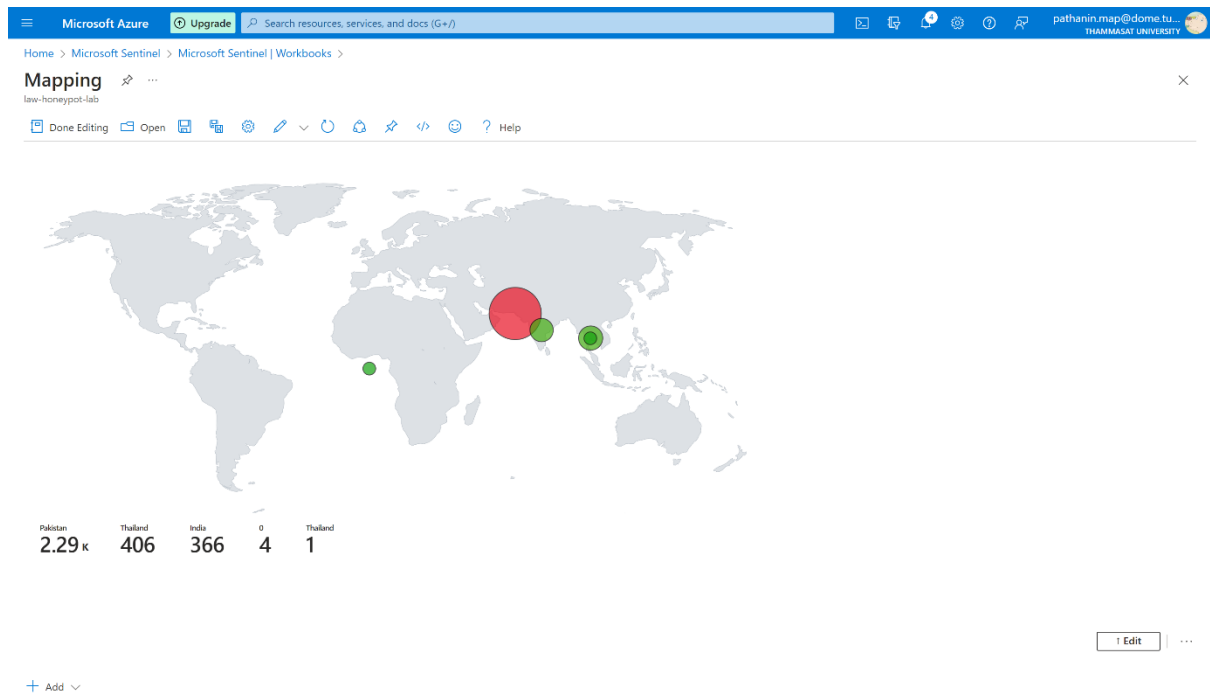 Microsoft Azure
Upgrade
Search resources, services, and docs (G+/)
4
pathanin.map@dome.tu...
THAMMASAT UNIVERSITY
Home > Microsoft Sentinel > Microsoft Sentinel | Workbooks >
Mapping ...
law-honeypot-lab
Done Editing Open </> ? Help
Pakistan Thailand India 0 Thailand
2.29 K 406 366 4 1
↑ Edit ...
+ Add